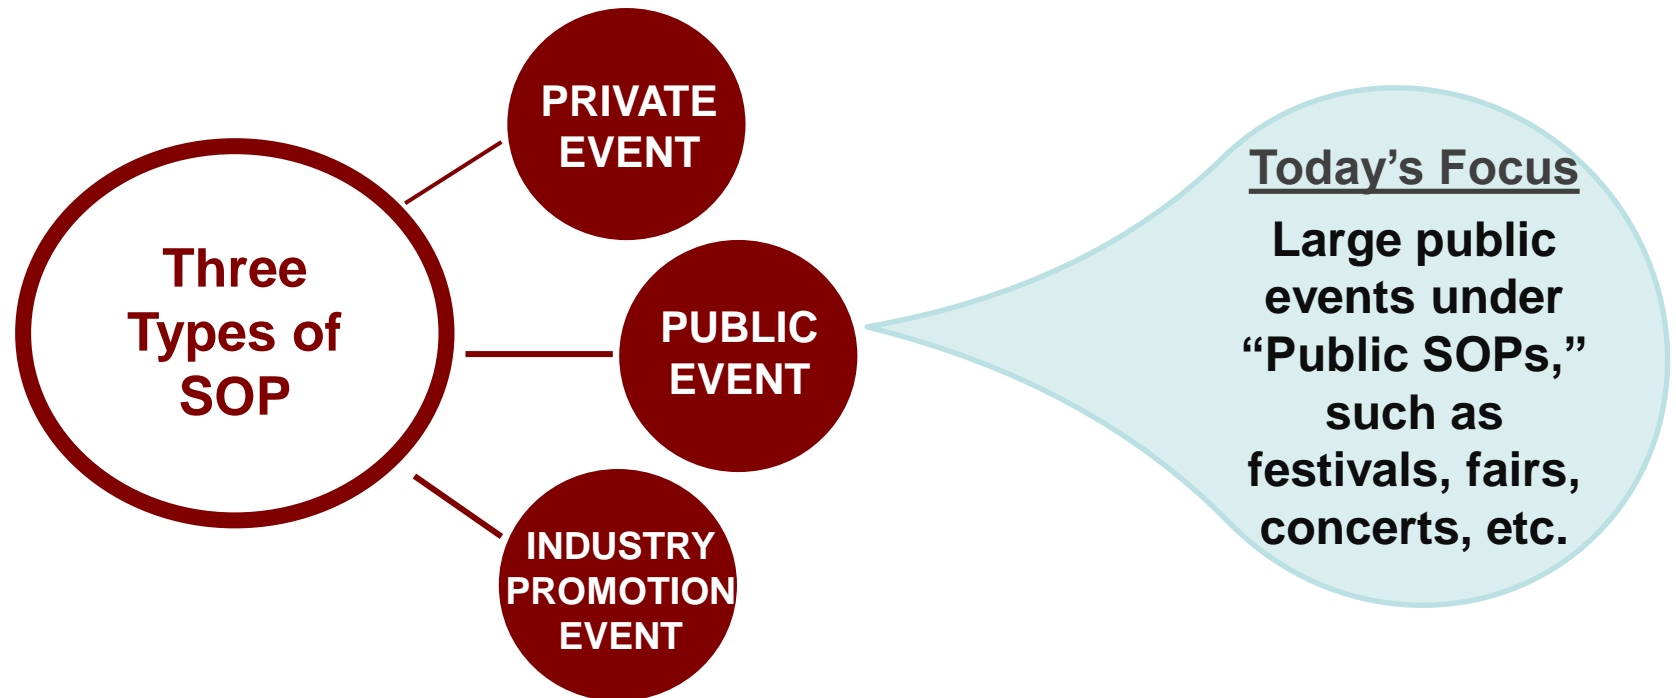 Three
Types of
SOP
PRIVATE
EVENT
PUBLIC
EVENT
INDUSTRY
PROMOTION
EVENT
Today’s Focus
Large public
events under
“Public SOPs,”
such as
festivals, fairs,
concerts, etc.